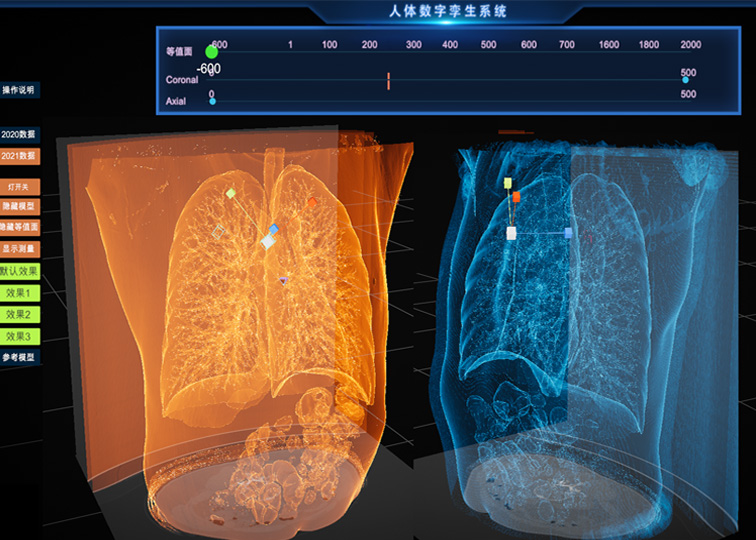 人体数字孪生系统
等值面 -600 1 100 200 300 400 500 600 700 1600 1800 2000
-600
Coronal 0 500
Axial 0 500
操作说明
2020数据
2021数据
灯开关
隐藏模型
隐藏等值面
显示测量
默认效果
效果1
效果2
效果3
参考模型